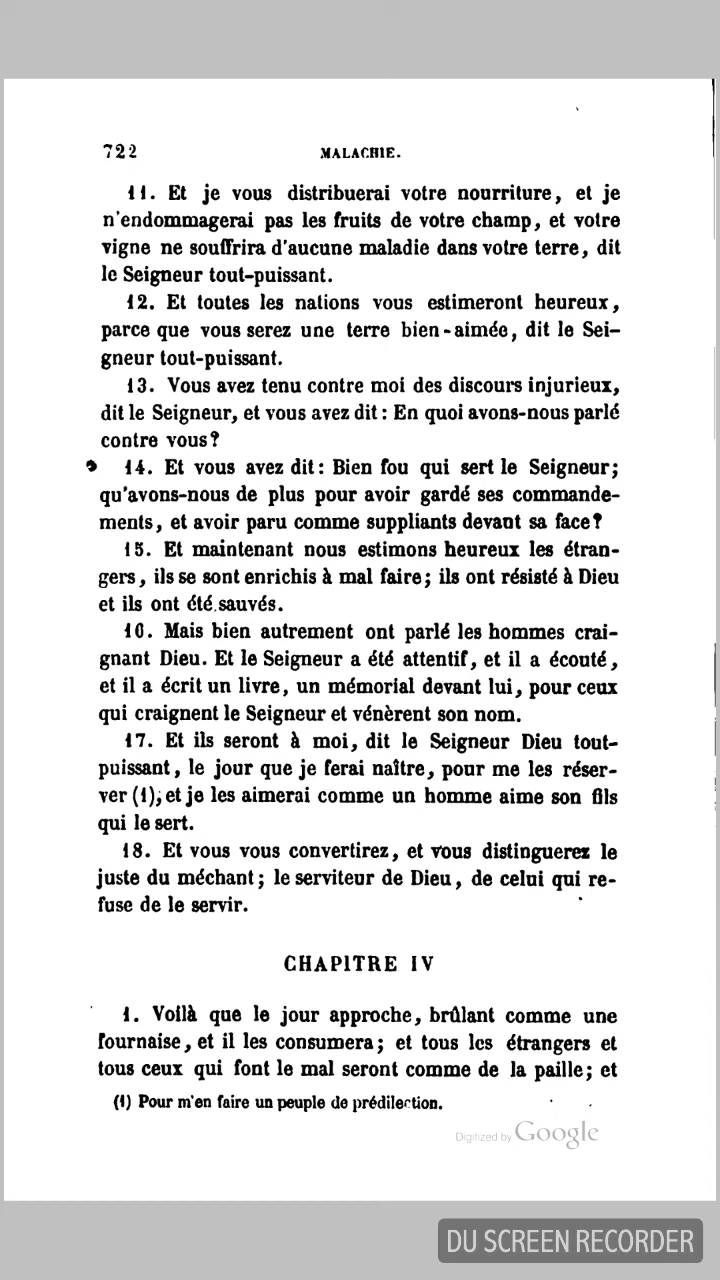 722
MALACHIE.
11. Et je vous distribuerai votre nourriture, et je
n'endommagerai pas les fruits de votre champ, et votre
vigne ne souffrira d'aucune maladie dans votre terre, dit
le Seigneur tout-puissant.
12. Et toutes les nations vous estimeront heureux,
parce que vous serez une terre bien-aimée, dit le Sei-
gneur tout-puissant.
13. Vous avez tenu contre moi des discours injurieux,
dit le Seigneur, et vous avez dit : En quoi avons-nous parlé
contre vous?
14. Et vous avez dit : Bien fou qui sert le Seigneur;
qu'avons-nous de plus pour avoir gardé ses commande-
ments, et avoir paru comme suppliants devant sa face?
15. Et maintenant nous estimons heureux les étran-
gers, ils se sont enrichis à mal faire; ils ont résisté à Dieu
et ils ont été sauvés.
16. Mais bien autrement ont parlé les hommes crai-
gnant Dieu. Et le Seigneur a été attentif, et il a écouté,
et il a écrit un livre, un mémorial devant lui, pour ceux
qui craignent le Seigneur et vénèrent son nom.
17. Et ils seront à moi, dit le Seigneur Dieu tout-
puissant, le jour que je ferai naître, pour me les réser-
ver (1), et je les aimerai comme un homme aime son fils
qui le sert.
18. Et vous vous convertirez, et vous distinguerez le
juste du méchant; le serviteur de Dieu, de celui qui re-
fuse de le servir.
CHAPITRE IV
1. Voilà que le jour approche, brûlant comme une
fournaise, et il les consumera; et tous les étrangers et
tous ceux qui font le mal seront comme de la paille; et
(1) Pour m'en faire un peuple de prédilection.
Digitized by Google
DU SCREEN RECORDER